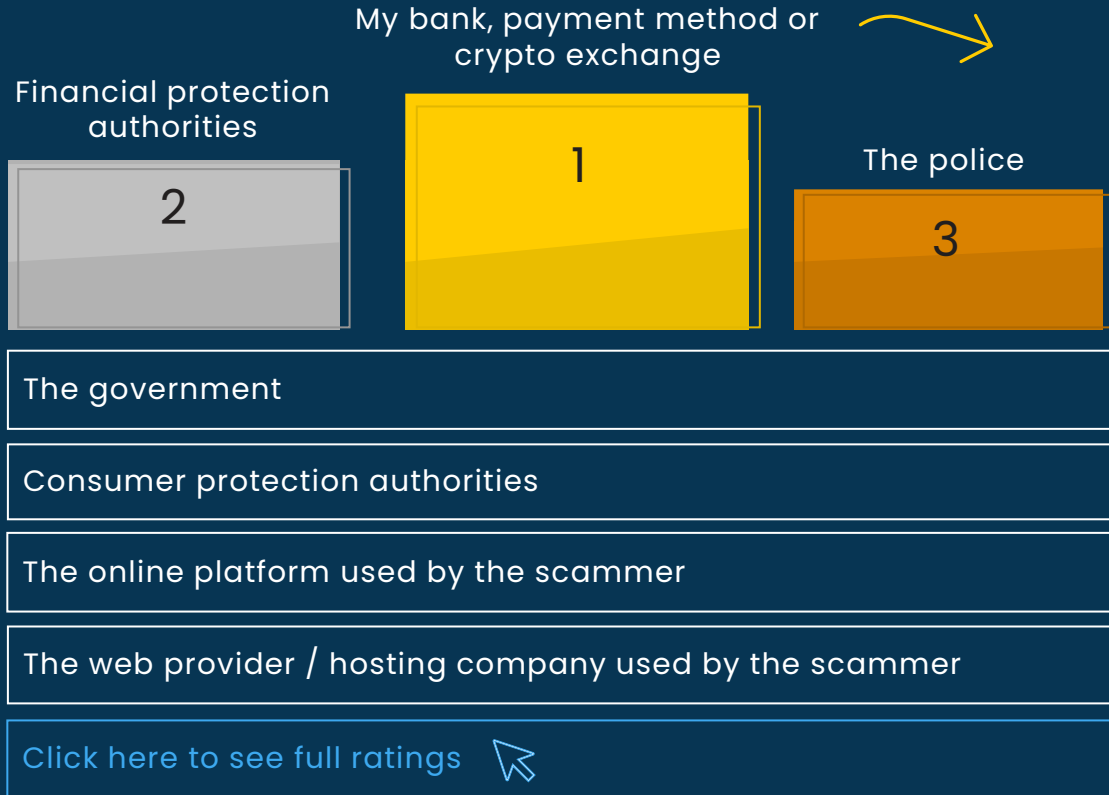 My bank, payment method or
crypto exchange
Financial protection
authorities
The police
1
2
3
The government
Consumer protection authorities
The online platform used by the scammer
The web provider / hosting company used by the scammer
Click here to see full ratings